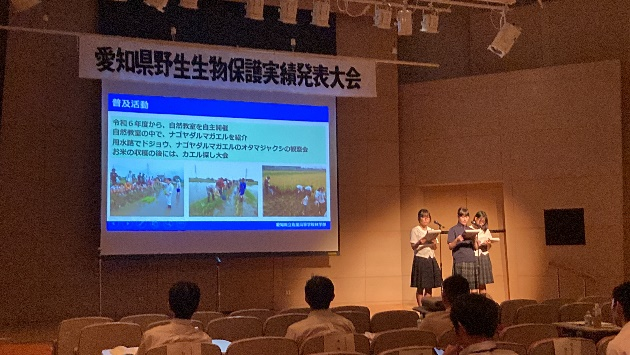 愛知県野生生物保護実績発表大会
普及活動
令和6年度から、自然教室を自主開催
自然教室の中で、ナゴヤダルマガエルを紹介
用水路でドジョウ、ナゴヤダルマガエルのオタマジャクシの観察会
お米の収穫の後には、カエル探し大会